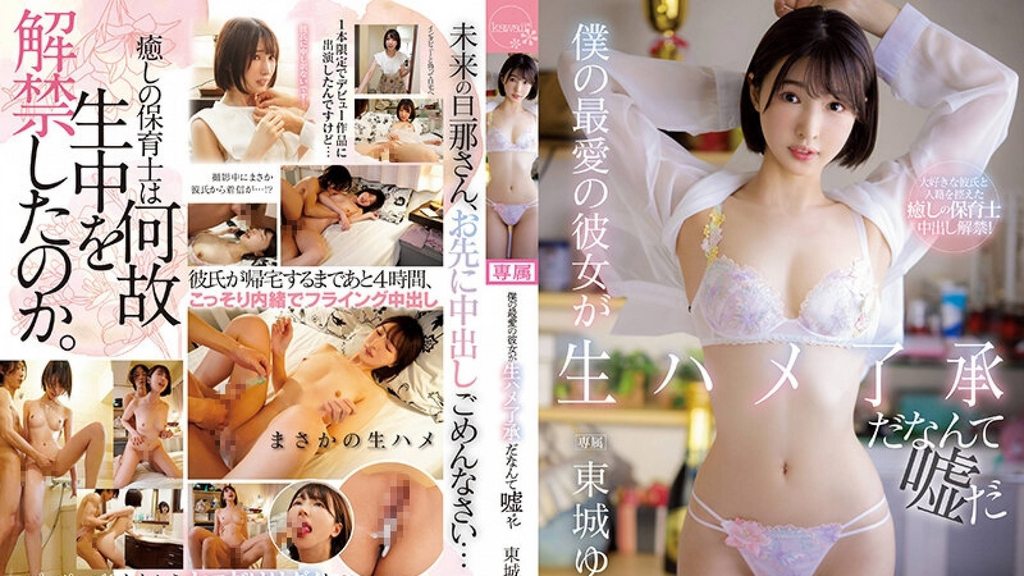 癒しの保育士は
何故
生中を
解禁したのか。
1本限定でデビュー作品に
出演したんですけど…
撮影中にまさか
彼氏から着信が…!?
彼氏が帰宅するまであと4時間、
こっそり内緒でフライング中出し
まさかの生ハメ
未来の旦那さん、お先に中出しごめんなさい…
専属
僕の最愛の彼女が生ハメ了承だなんて嘘だ
東城
僕の最愛の彼女が
生ハメ了承
だなんて
嘘だ
大好きな彼氏と
入籍を控えた
癒しの保育士
中出し解禁!
専属
東城ゆ